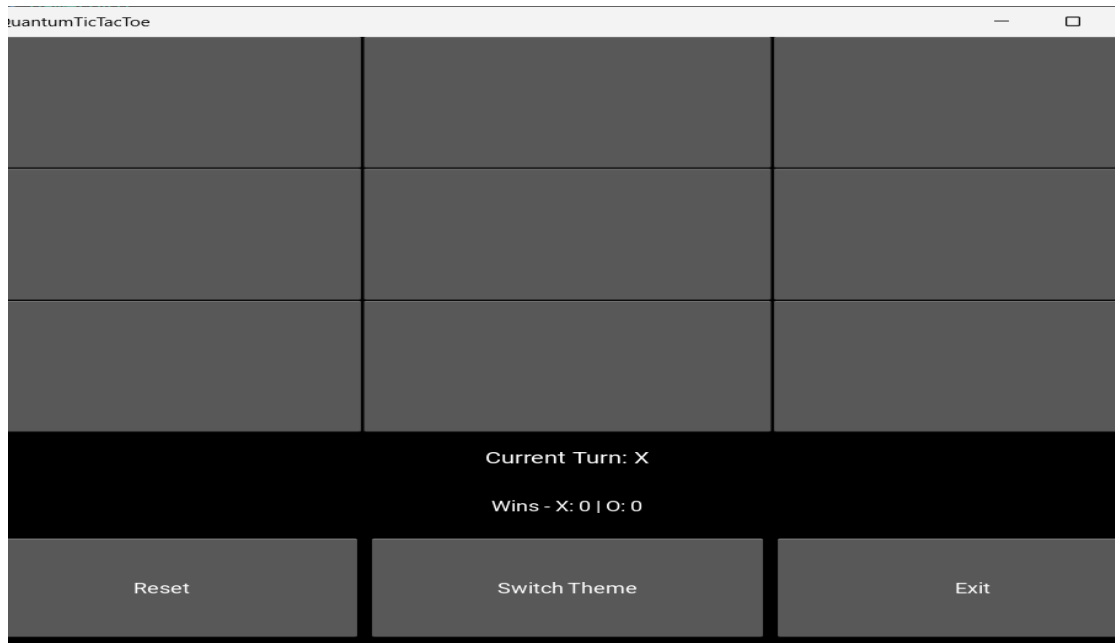 uantumTicTacToe
Current Turn: X
Wins - X: 0 | O: 0
Reset
Switch Theme
Exit